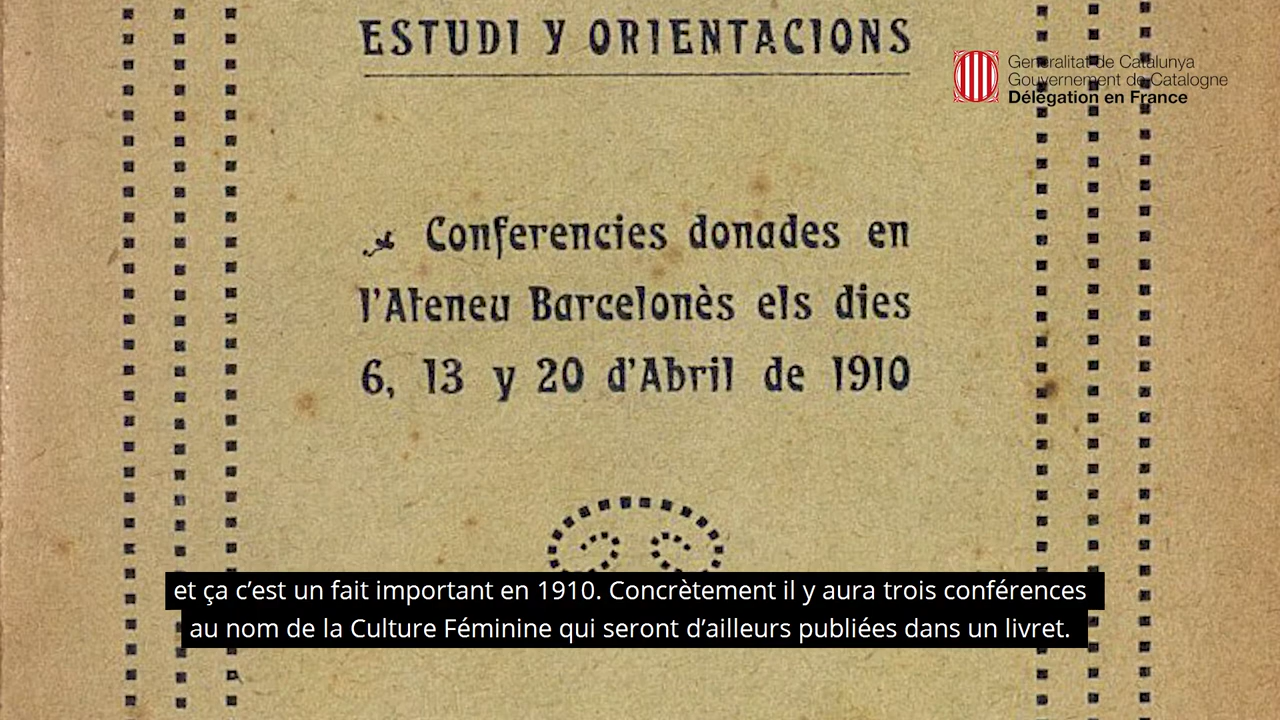 ESTUDI Y ORIENTACIONS
Generalitat de Catalunya
Gouvernement de Catalogne
Délégation en France
Conferencies donades en
l'Ateneu Barcelonès els dies
6, 13 y 20 d'Abril de 1910
et ça c’est un fait important en 1910. Concrètement il y aura trois conférences
au nom de la Culture Féminine qui seront d’ailleurs publiées dans un livret.